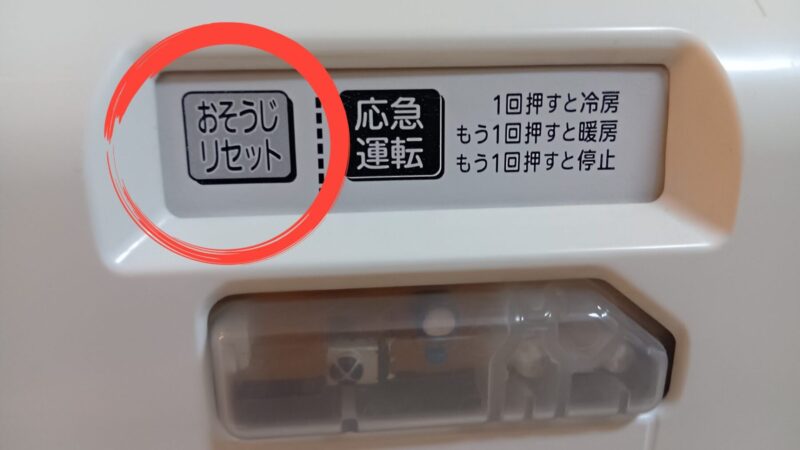 おそうじ
リセット
応急
運転
1回押すと冷房
もう1回押すと暖房
もう1回押すと停止